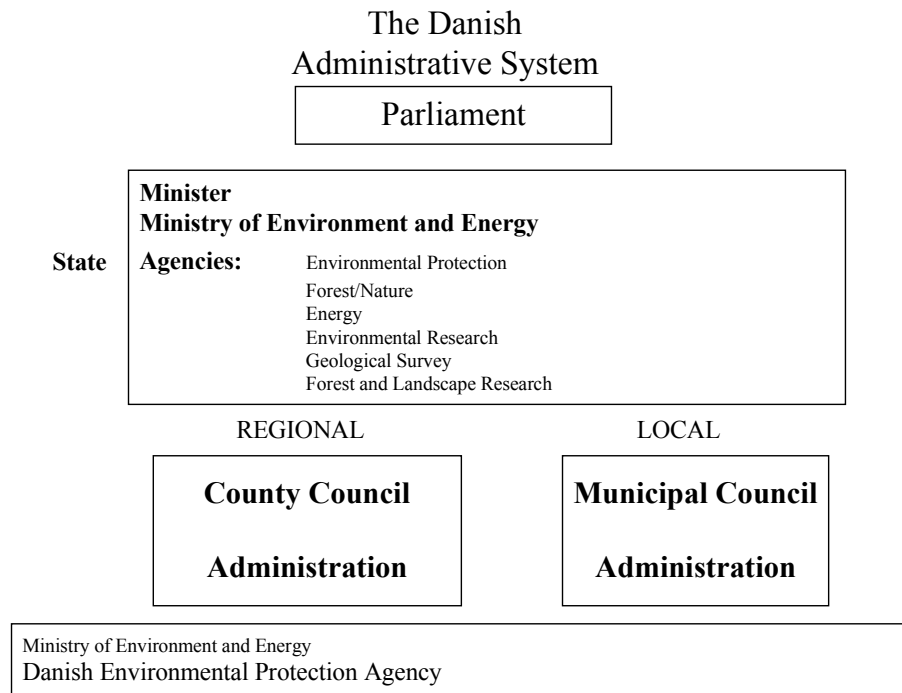 The Danish
Administrative System
Parliament
Minister
Ministry of Environment and Energy
State
Agencies: Environmental Protection
Forest/Nature
Energy
Environmental Research
Geological Survey
Forest and Landscape Research
REGIONAL
LOCAL
County Council
Administration
Municipal Council
Administration
Ministry of Environment and Energy
Danish Environmental Protection Agency